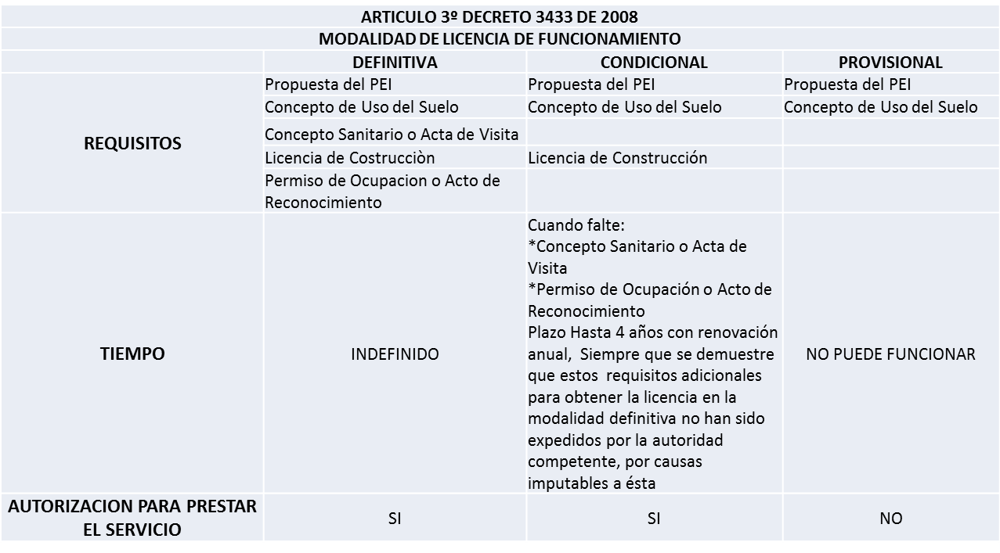 ARTICULO 3º DECRETO 3433 DE 2008
MODALIDAD DE LICENCIA DE FUNCIONAMIENTO
DEFINITIVA CONDICIONAL PROVISIONAL
REQUISITOS
Propuesta del PEI Propuesta del PEI Propuesta del PEI
Concepto de Uso del Suelo Concepto de Uso del Suelo Concepto de Uso del Suelo
Concepto Sanitario o Acta de Visita
Licencia de Costrucciòn Licencia de Construcción
Permiso de Ocupacion o Acto de
Reconocimiento
TIEMPO
INDEFINIDO
Cuando falte:
*Concepto Sanitario o Acta de
Visita
*Permiso de Ocupación o Acto de
Reconocimiento
Plazo Hasta 4 años con renovación
anual, Siempre que se demuestre
que estos requisitos adicionales
para obtener la licencia en la
modalidad definitiva no han sido
expedidos por la autoridad
competente, por causas
imputables a ésta
NO PUEDE FUNCIONAR
AUTORIZACION PARA PRESTAR
EL SERVICIO
SI SI NO